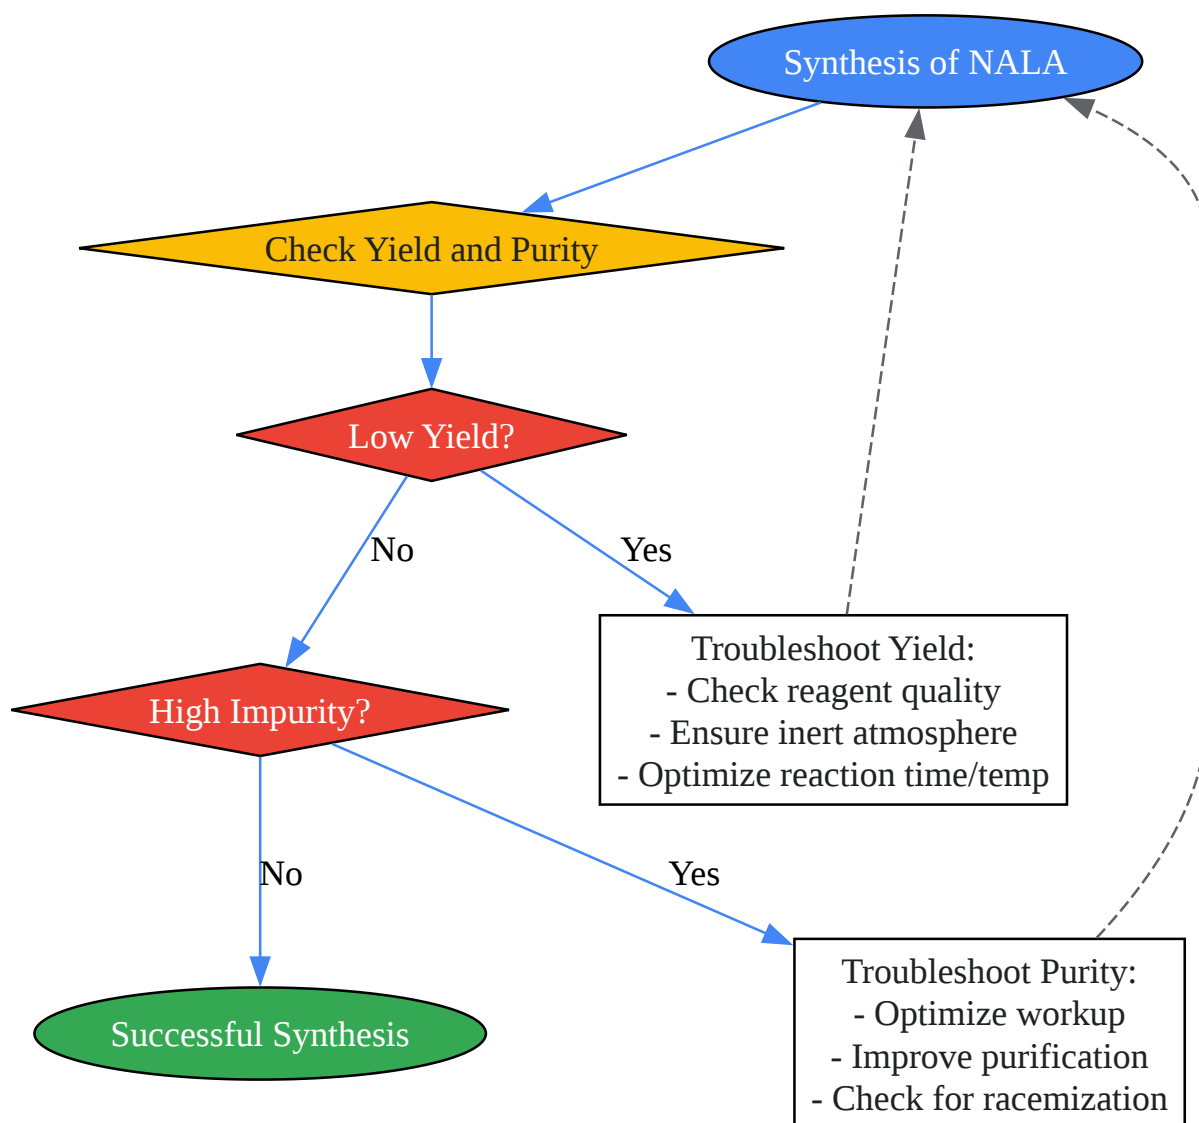 Synthesis of NALA
Check Yield and Purity
Low Yield?
No
Yes
Troubleshoot Yield:
- Check reagent quality
- Ensure inert atmosphere
- Optimize reaction time/temp
High Impurity?
No
Yes
Successful Synthesis
Troubleshoot Purity:
- Optimize workup
- Improve purification
- Check for racemization